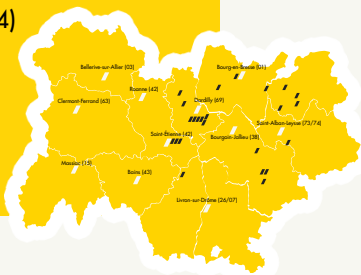 4)
Bellerive-sur-Allier (03)
Bourg-en-Bresse (01)
Roanne (42)
Clermont-Ferrand (63)
Dardilly (69)
Saint-Alban-Leysse (73/74)
Saint-Étienne (42)
Bourgoin-Jallieu (38)
Massiac (15)
Bains (43)
Livron-sur-Drôme (26/07)